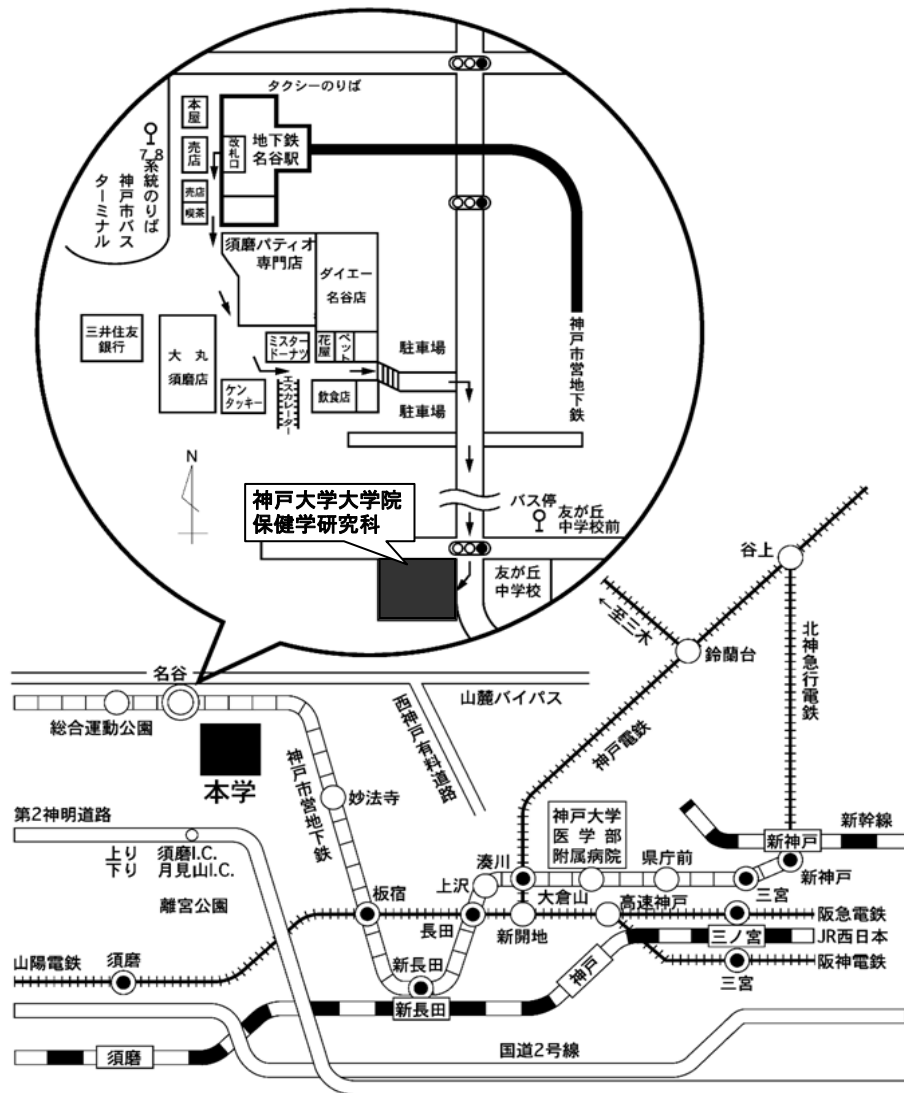 タクシーのりば
本屋
売店
改札口
地下鉄
名谷駅
7 8
系統のりば
神戸市バス
ターミナル
売店
喫茶
須磨パティオ
専門店
ダイエー
名谷店
神戸市営地下鉄
三井住友
銀行
大丸
須磨店
ミスター
ドーナツ
花屋
ペット
駐車場
ケン
タッキー
エスカレーター
飲食店
駐車場
N
神戸大学大学院
保健学研究科
バス停
友が丘
中学校前
友が丘
中学校
谷上
←至三木
鈴蘭台
北神急行電鉄
名谷
山麓バイパス
総合運動公園
西神戸有料道路
神戸電鉄
本学
神戸市営地下鉄
妙法寺
第2神明道路
上り 須磨I.C.
下り 月見山I.C.
離宮公園
神戸大学
医学部
附属病院
新幹線
新神戸
湊川
県庁前
新神戸
上沢
大倉山
三宮
板宿
長田
新開地
高速神戸
阪急電鉄
三ノ宮
JR西日本
山陽電鉄
須磨
新長田
神戸
阪神電鉄
三宮
新長田
国道2号線
須磨